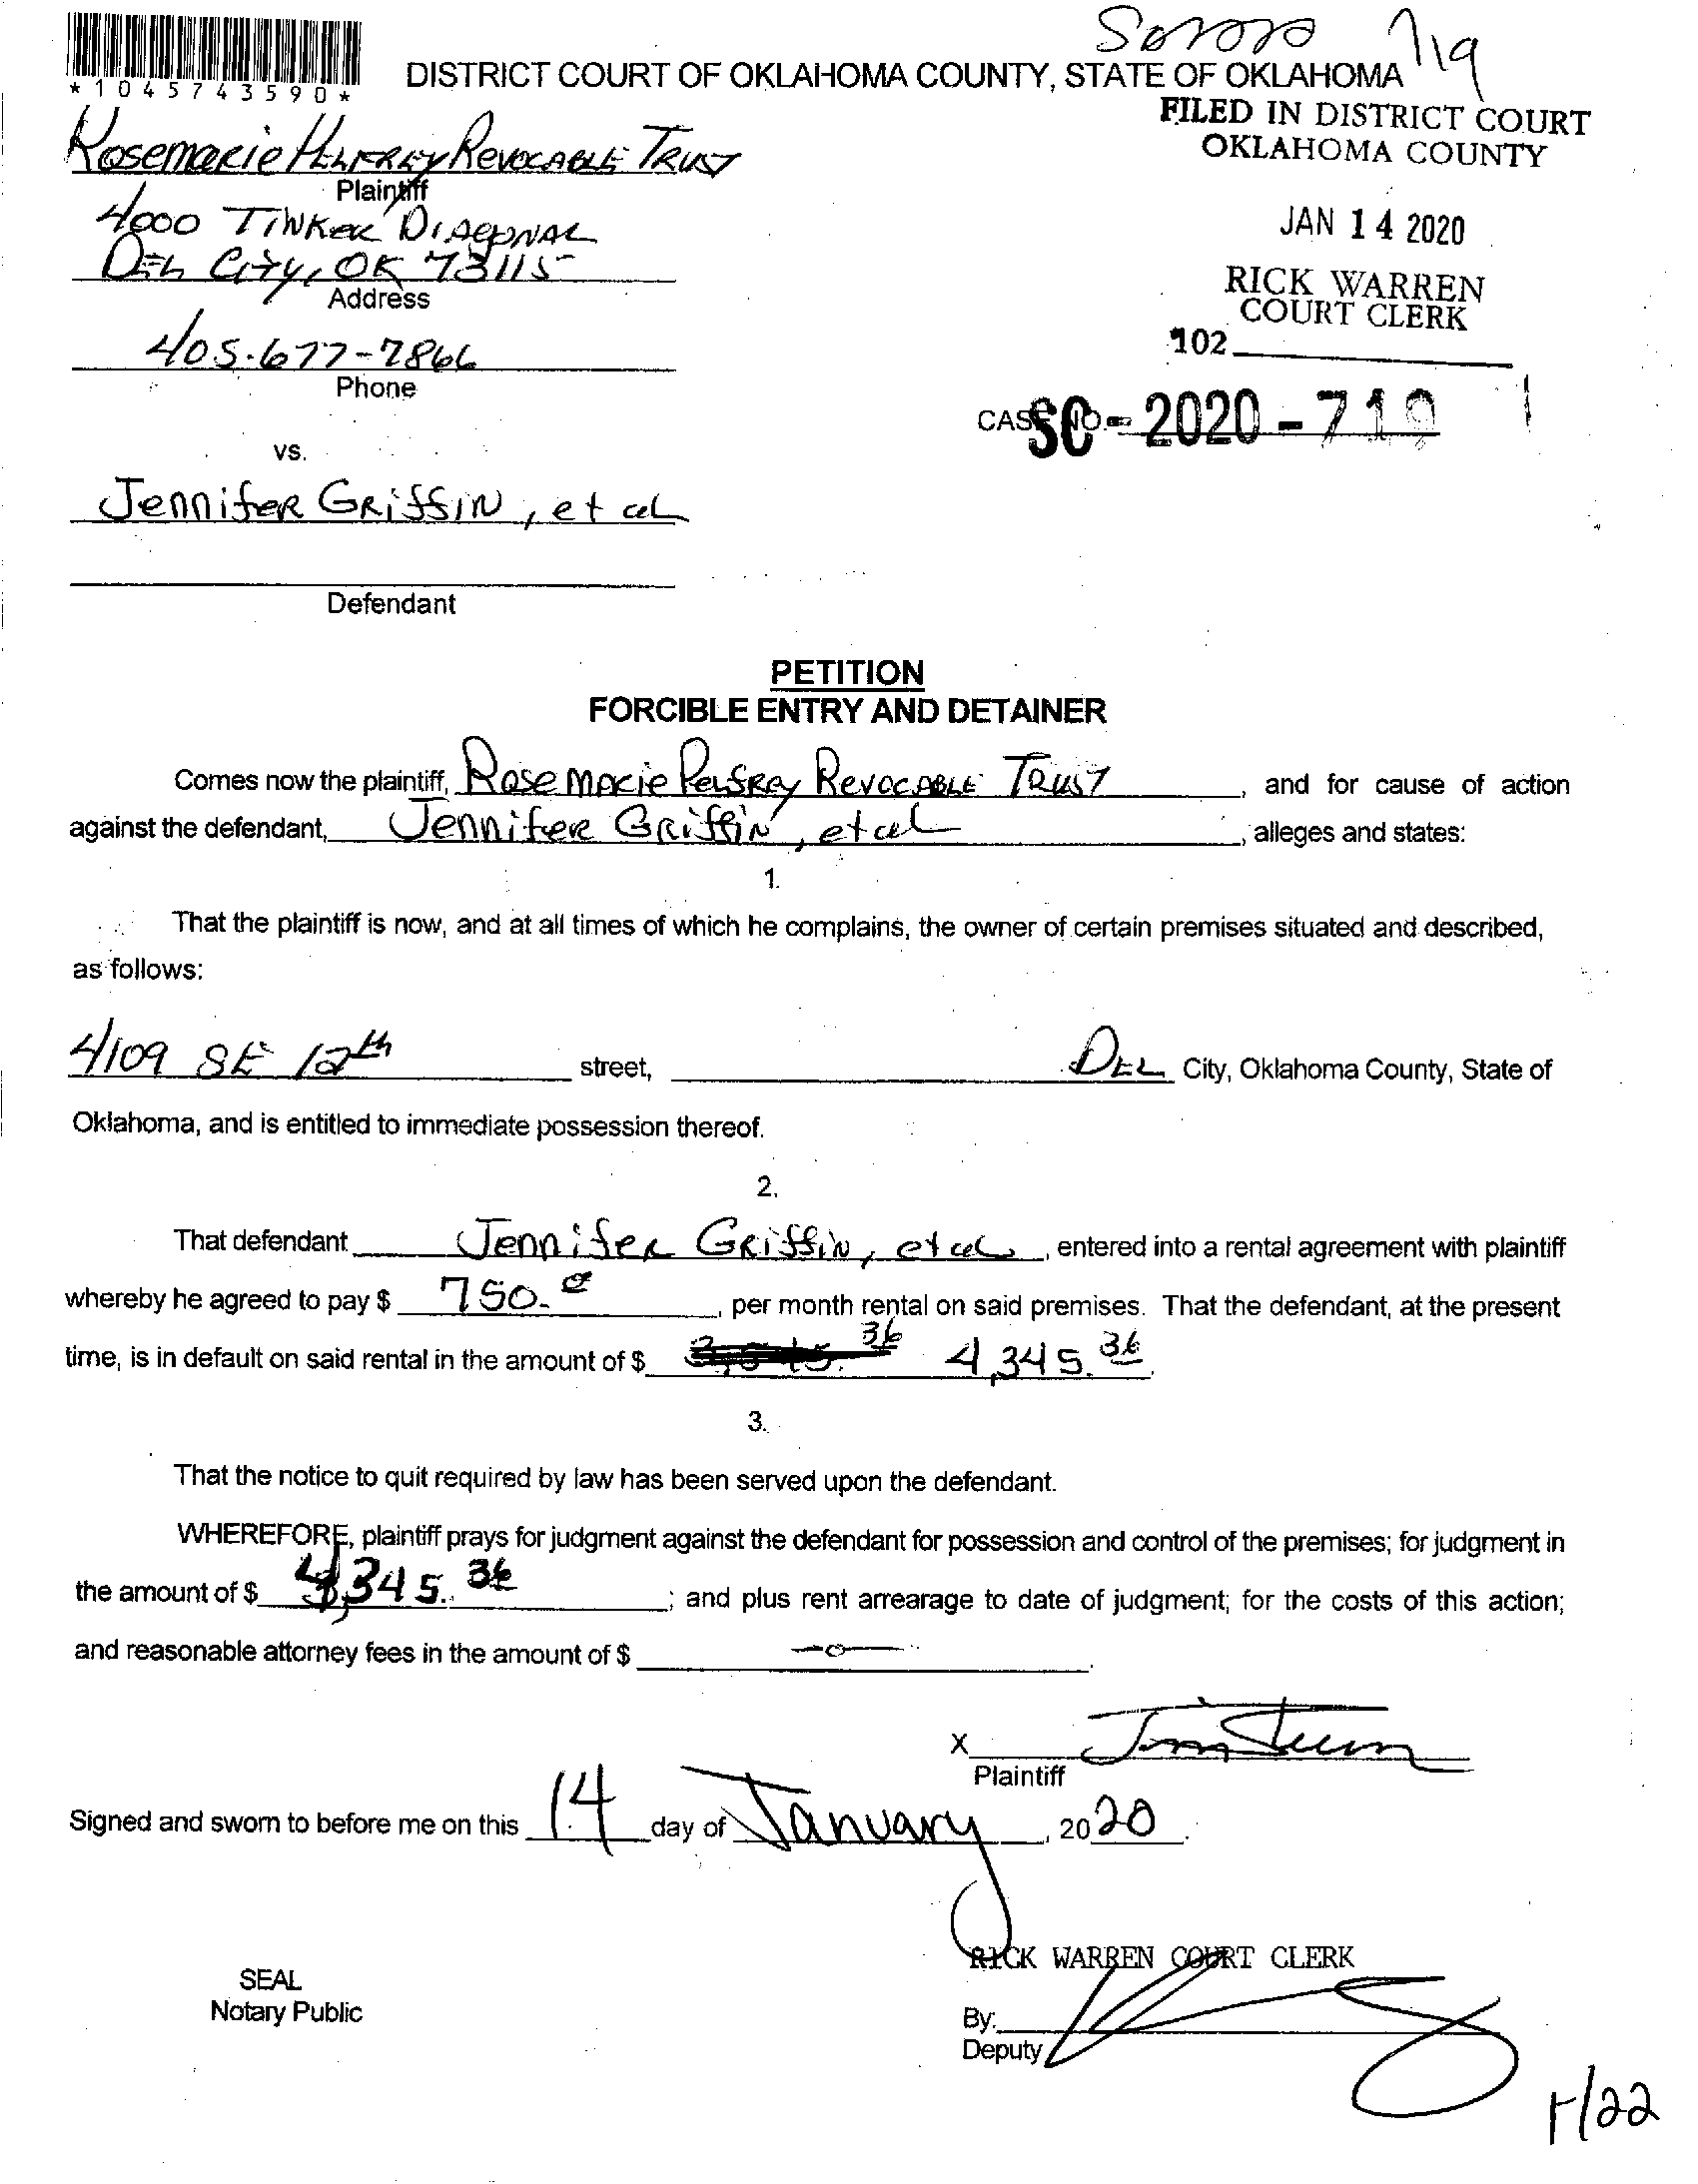 719
*1045743590*
DISTRICT COURT OF OKLAHOMA COUNTY, STATE OF OKLAHOMA
FILED IN DISTRICT COURT
OKLAHOMA COUNTY
Rosemarie Revocable Trust
Plaintiff
4000 Tinker Diagonal
Del City, OK 73115
Address
JAN 14 2020
RICK WARREN
COURT CLERK
102
405-677-7866
Phone
CASE NO.
SC - 2020 - 719
vs.
Jennifer Griffin, et al
Defendant
PETITION
FORCIBLE ENTRY AND DETAINER
Comes now the plaintiff, Rosemarie Pelfrey Revocable Trust, and for cause of action
against the defendant, Jennifer Griffin, et al, alleges and states:
1.
That the plaintiff is now, and at all times of which he complains, the owner of certain premises situated and described,
as follows:
4109 SE 12th street, Del City, Oklahoma County, State of
Oklahoma, and is entitled to immediate possession thereof.
2.
That defendant Jennifer Griffin, et al, entered into a rental agreement with plaintiff
whereby he agreed to pay $ 750., per month rental on said premises. That the defendant, at the present
time, is in default on said rental in the amount of $ 36 4,345.36.
3.
That the notice to quit required by law has been served upon the defendant.
WHEREFORE, plaintiff prays for judgment against the defendant for possession and control of the premises; for judgment in
the amount of $ 4,345.36; and plus rent arrearage to date of judgment; for the costs of this action;
and reasonable attorney fees in the amount of $ -0-.
X
Plaintiff
Signed and sworn to before me on this 14 day of January, 2020.
RICK WARREN COURT CLERK
SEAL
Notary Public
By:
Deputy
1/22